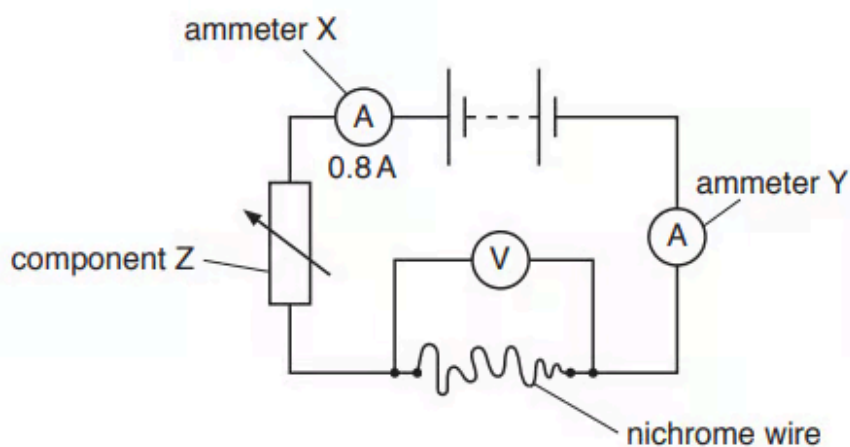 ammeter X
A
0.8 A
ammeter Y
A
component Z
V
nichrome wire